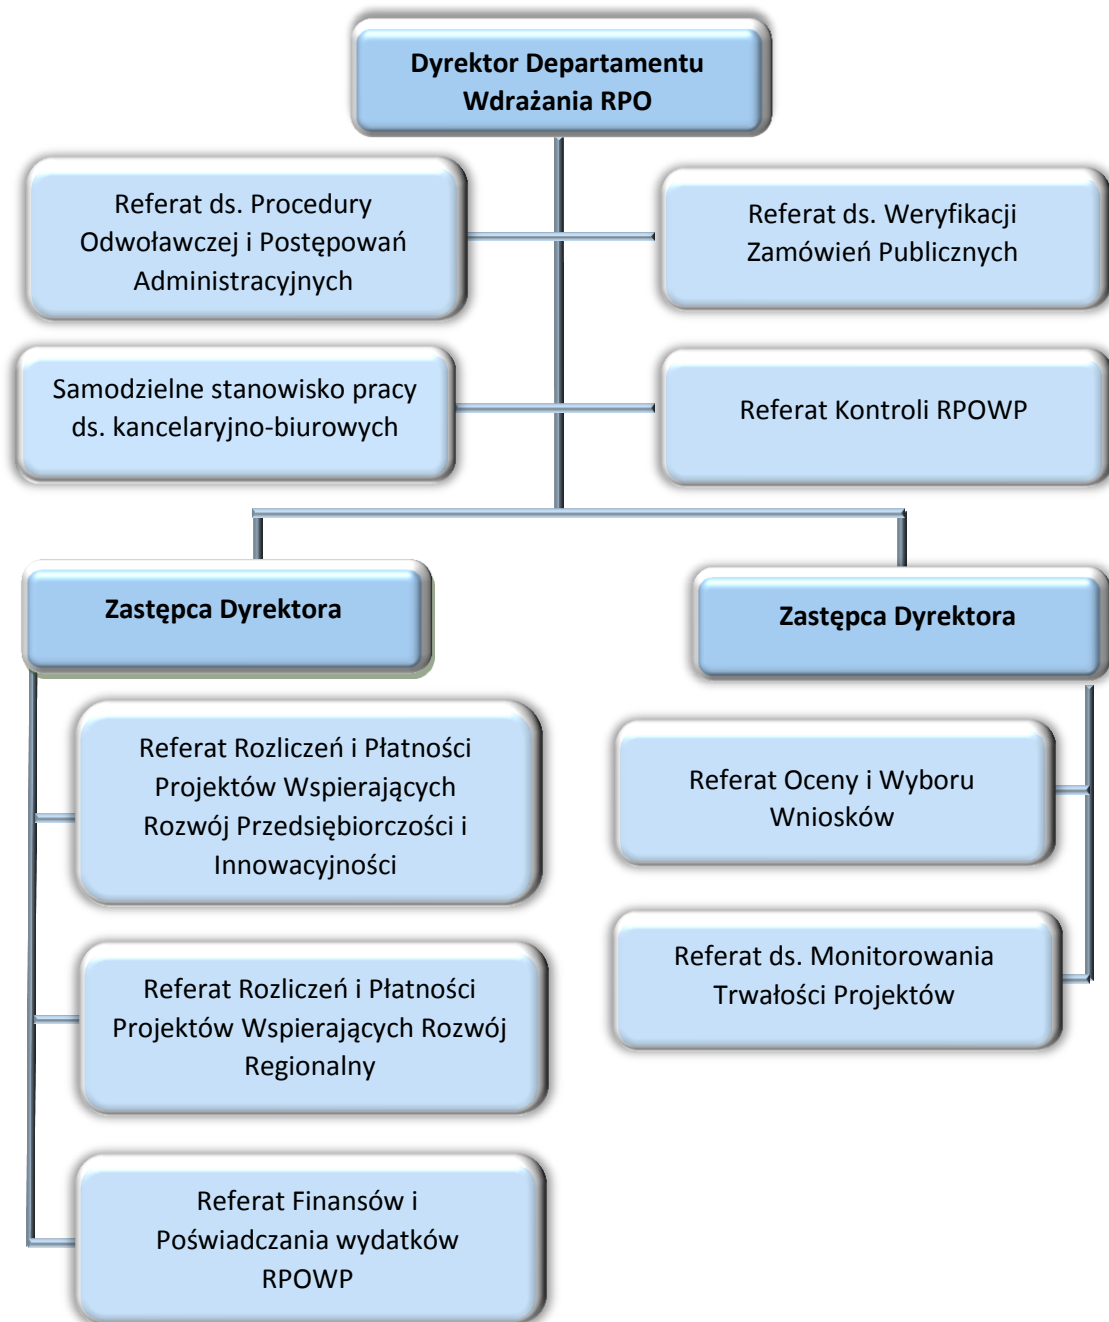 Dyrektor Departamentu
Wdrażania RPO
Referat ds. Procedury
Odwoławczej i Postępowań
Administracyjnych
Referat ds. Weryfikacji
Zamówień Publicznych
Samodzielne stanowisko pracy
ds. kancelaryjno-biurowych
Referat Kontroli RPOWP
Zastępca Dyrektora
Zastępca Dyrektora
Referat Rozliczeń i Płatności
Projektów Wspierających
Rozwój Przedsiębiorczości i
Innowacyjności
Referat Oceny i Wyboru
Wniosków
Referat Rozliczeń i Płatności
Projektów Wspierających Rozwój
Regionalny
Referat ds. Monitorowania
Trwałości Projektów
Referat Finansów i
Poświadczania wydatków
RPOWP